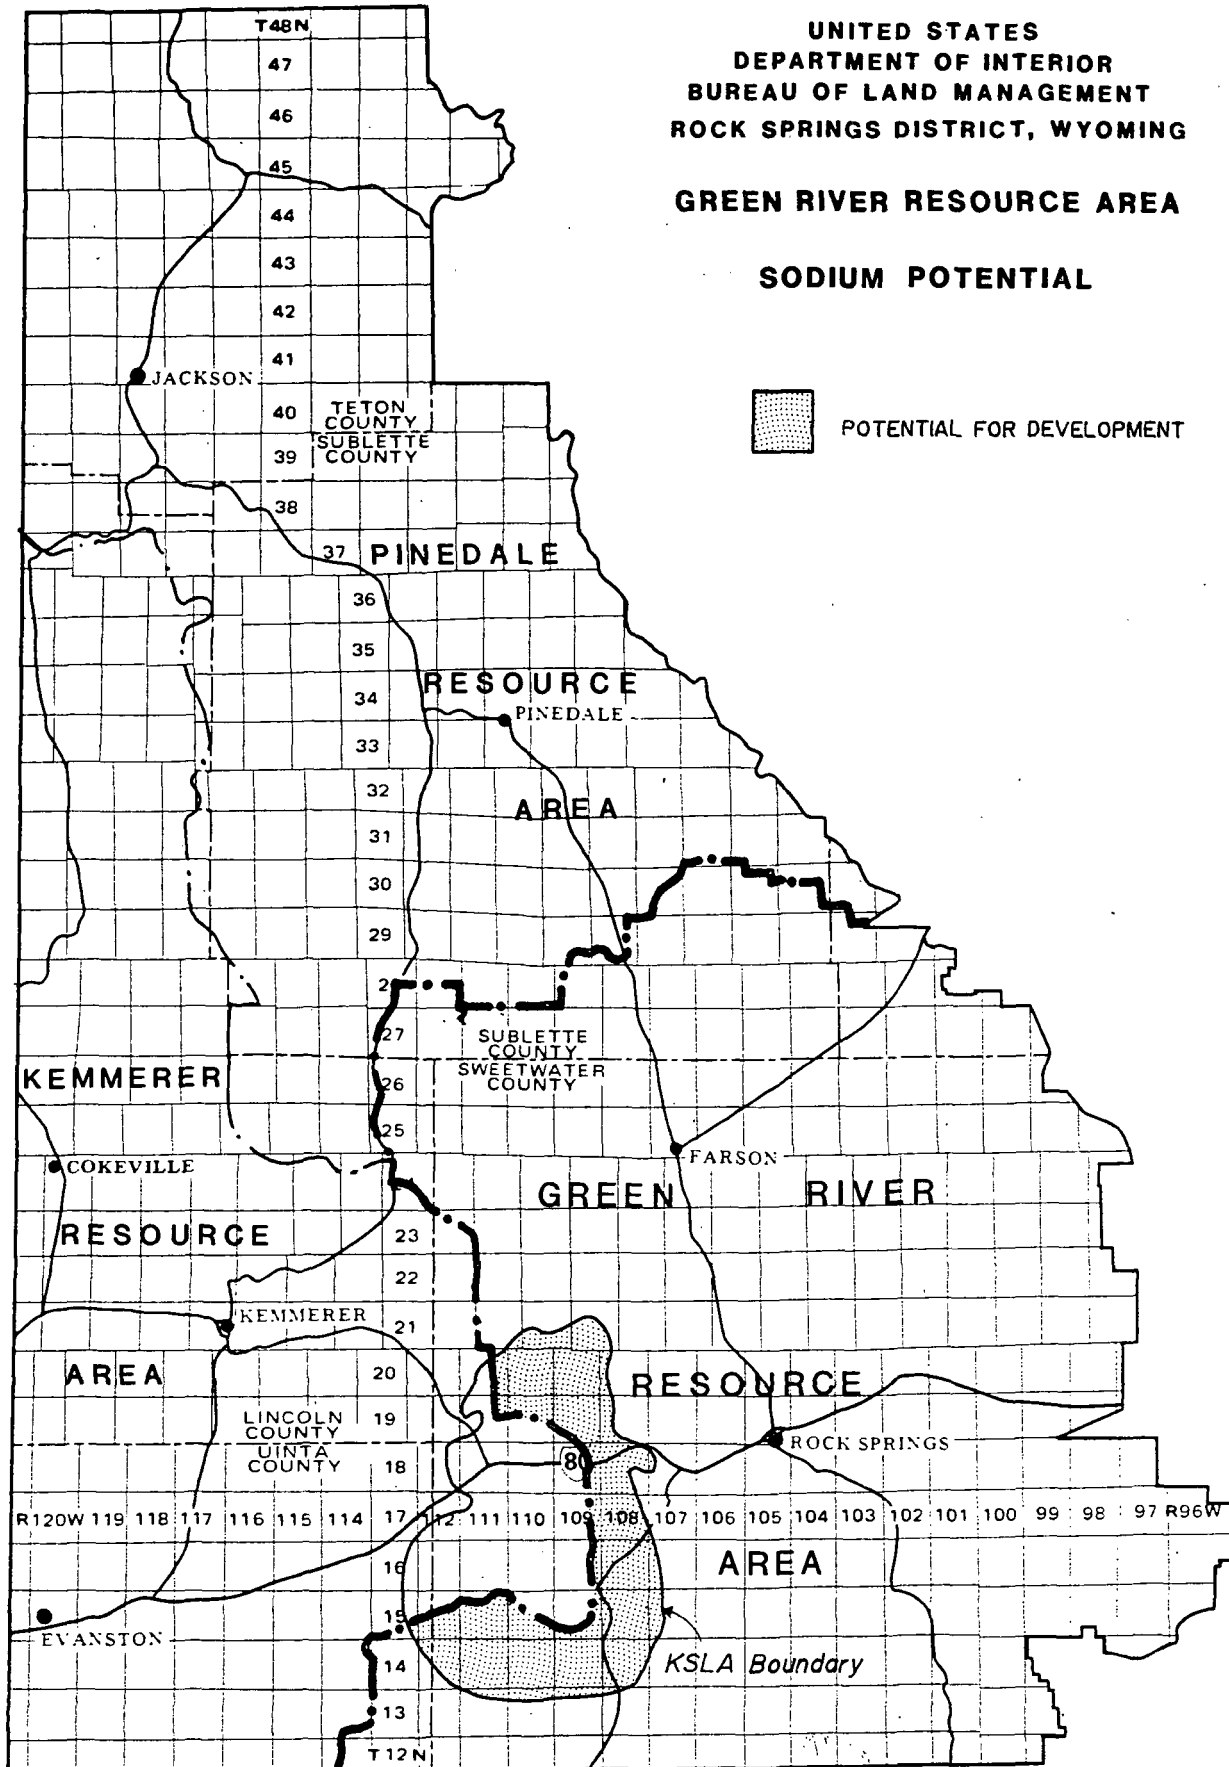 UNITED STATES
DEPARTMENT OF INTERIOR
BUREAU OF LAND MANAGEMENT
ROCK SPRINGS DISTRICT, WYOMING
GREEN RIVER RESOURCE AREA
SODIUM POTENTIAL
POTENTIAL FOR DEVELOPMENT
T48N
47
46
45
44
43
42
41
JACKSON
40
TETON
COUNTY
SUBLETTE
COUNTY
39
38
37
PINEDALE
36
35
34
RESOURCE
PINEDALE
33
32
AREA
31
30
29
2
27
SUBLETTE
COUNTY
SWEETWATER
COUNTY
KEMMERER
26
25
COKEVILLE
FARSON
GREEN RIVER
RESOURCE
23
22
KEMMERER
21
AREA
20
RESOURCE
LINCOLN
COUNTY
UINTA
COUNTY
19
ROCK SPRINGS
18
80
R120W 119 118 117 116 115 114 17 112 111 110 109 108 107 106 105 104 103 102 101 100 99 98 97 R96W
16
AREA
15
EVANSTON
14
KSLA Boundary
13
T12N